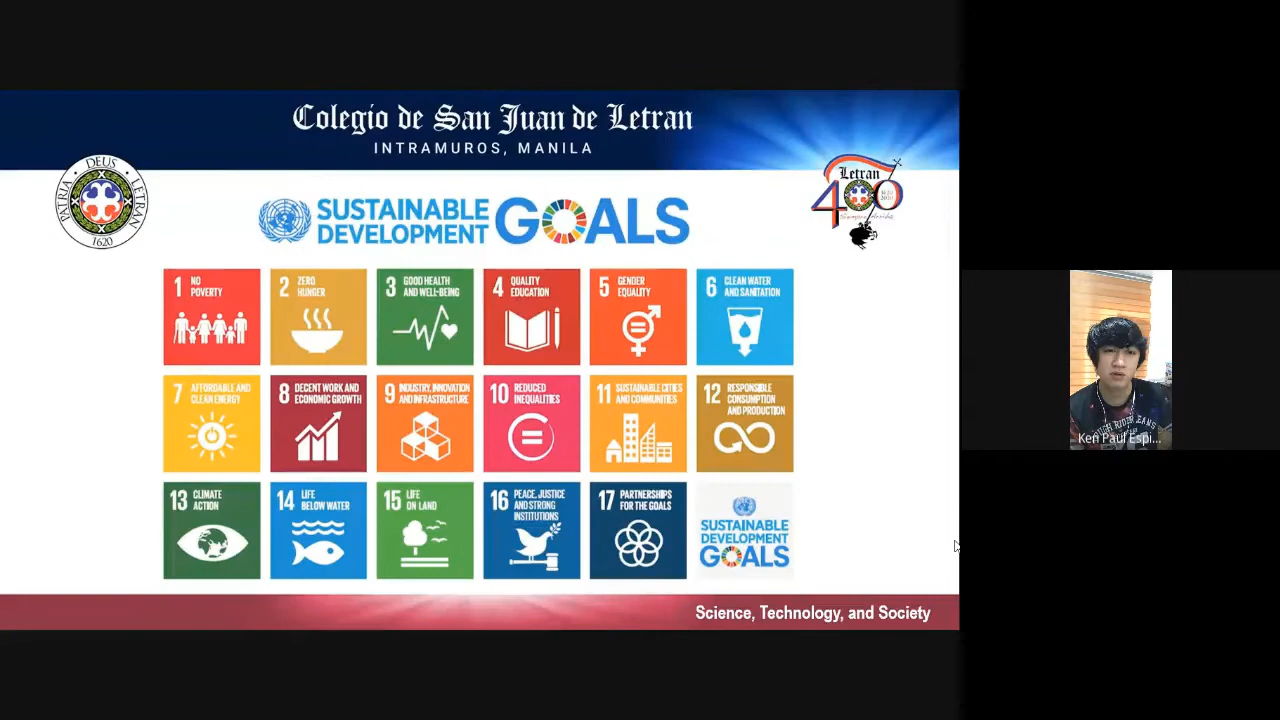 Colegio de San Juan de Letran
INTRAMUROS, MANILA
DEUS
PATRIA
LETRAN
1620
Letran
400
SUSTAINABLE
DEVELOPMENT
GOALS
1 NO
POVERTY
2 ZERO
HUNGER
3 GOOD HEALTH
AND WELL-BEING
4 QUALITY
EDUCATION
5 GENDER
EQUALITY
6 CLEAN WATER
AND SANITATION
7 AFFORDABLE AND
CLEAN ENERGY
8 DECENT WORK AND
ECONOMIC GROWTH
9 INDUSTRY, INNOVATION
AND INFRASTRUCTURE
10 REDUCED
INEQUALITIES
11 SUSTAINABLE CITIES
AND COMMUNITIES
12 RESPONSIBLE
CONSUMPTION
AND PRODUCTION
13 CLIMATE
ACTION
14 LIFE
BELOW WATER
15 LIFE
ON LAND
16 PEACE, JUSTICE
AND STRONG
INSTITUTIONS
17 PARTNERSHIPS
FOR THE GOALS
SUSTAINABLE
DEVELOPMENT
GOALS
Science, Technology, and Society
Ken Paul Espi...